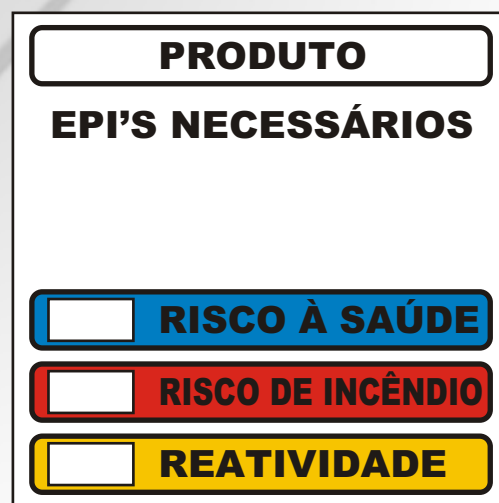 PRODUTO
EPI’S NECESSÁRIOS
RISCO À SAÚDE
RISCO DE INCÊNDIO
REATIVIDADE